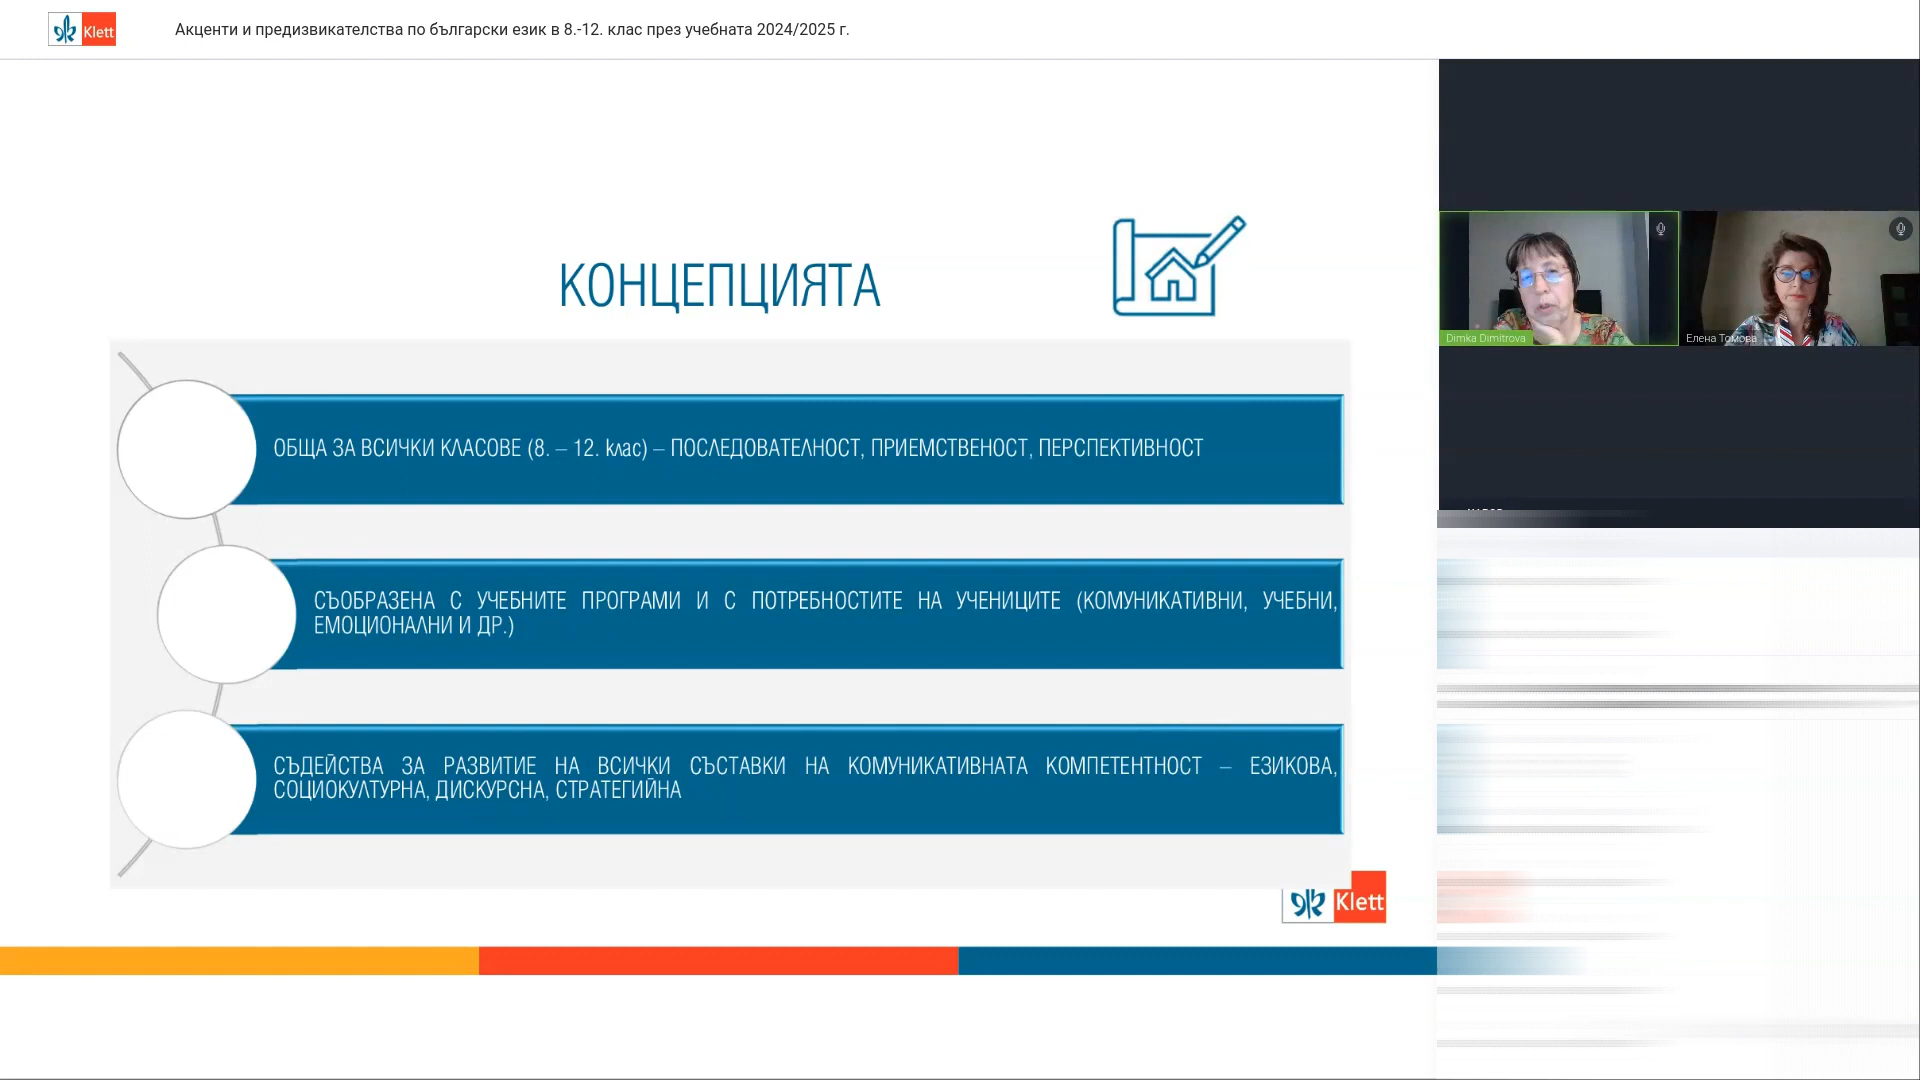 Klett
Акценти и предизвикателства по български език в 8.-12. клас през учебната 2024/2025 г.
КОНЦЕПЦИЯТА
ОБЩА ЗА ВСИЧКИ КЛАСОВЕ (8. – 12. клас) – ПОСЛЕДОВАТЕЛНОСТ, ПРИЕМСТВЕНОСТ, ПЕРСПЕКТИВНОСТ
СЪОБРАЗЕНА С УЧЕБНИТЕ ПРОГРАМИ И С ПОТРЕБНОСТИТЕ НА УЧЕНИЦИТЕ (КОМУНИКАТИВНИ, УЧЕБНИ,
ЕМОЦИОНАЛНИ И ДР.)
СЪДЕЙСТВА ЗА РАЗВИТИЕ НА ВСИЧКИ СЪСТАВКИ НА КОМУНИКАТИВНАТА КОМПЕТЕНТНОСТ – ЕЗИКОВА,
СОЦИОКУЛТУРНА, ДИСКУРСНА, СТРАТЕГИЙНА
Klett
Dimka Dimitrova
Елена Томова